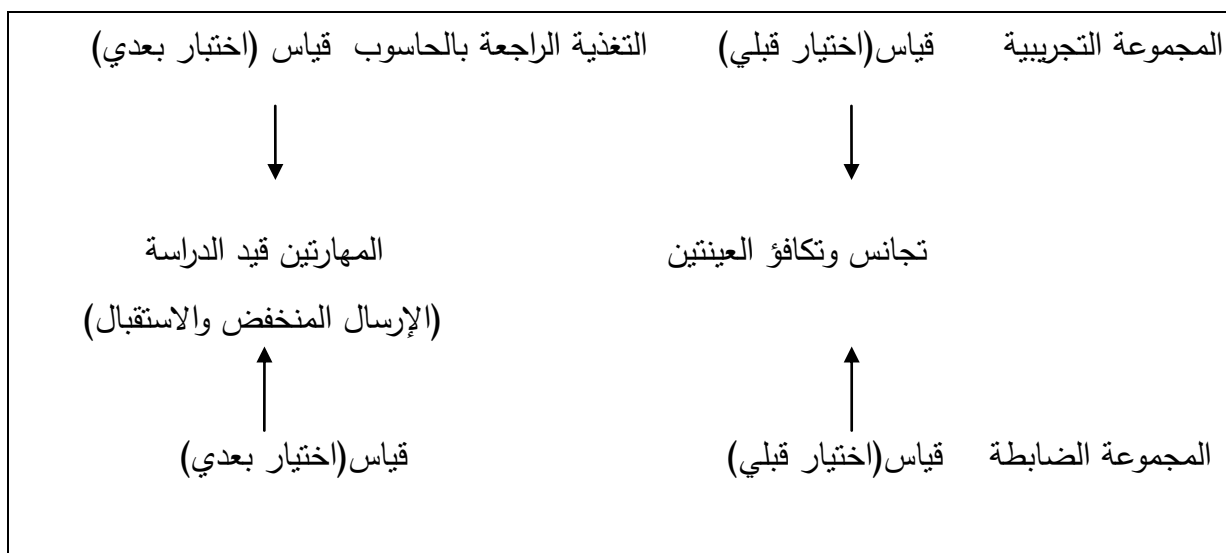 المجموعة التجريبية قياس(اختيار قبلي) التغذية الراجعة بالحاسوب قياس (اختبار بعدي)
تجانس وتكافؤ العينتين المهارتين قيد الدراسة
(الإرسال المنخفض والاستقبال)
المجموعة الضابطة قياس(اختيار قبلي) قياس(اختيار بعدي)